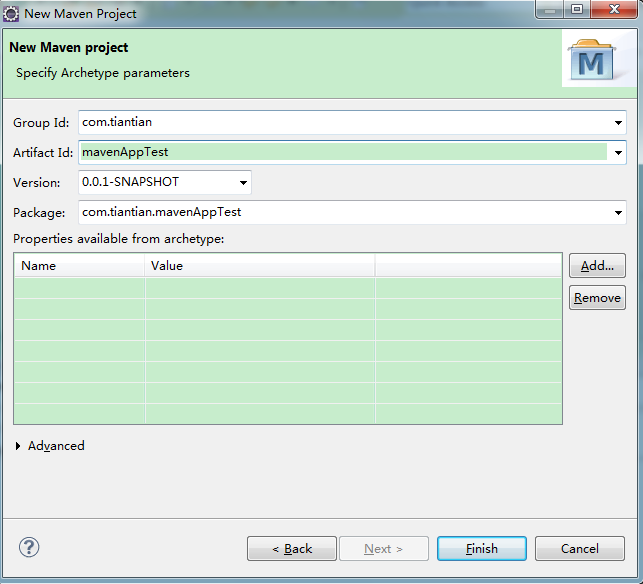 New Maven Project
New Maven project
Specify Archetype parameters
M
Group Id: com.tiantian
Artifact Id: mavenAppTest
Version: 0.0.1-SNAPSHOT
Package: com.tiantian.mavenAppTest
Properties available from archetype:
Name Value
Add...
Remove
Advanced
? < Back Next > Finish Cancel